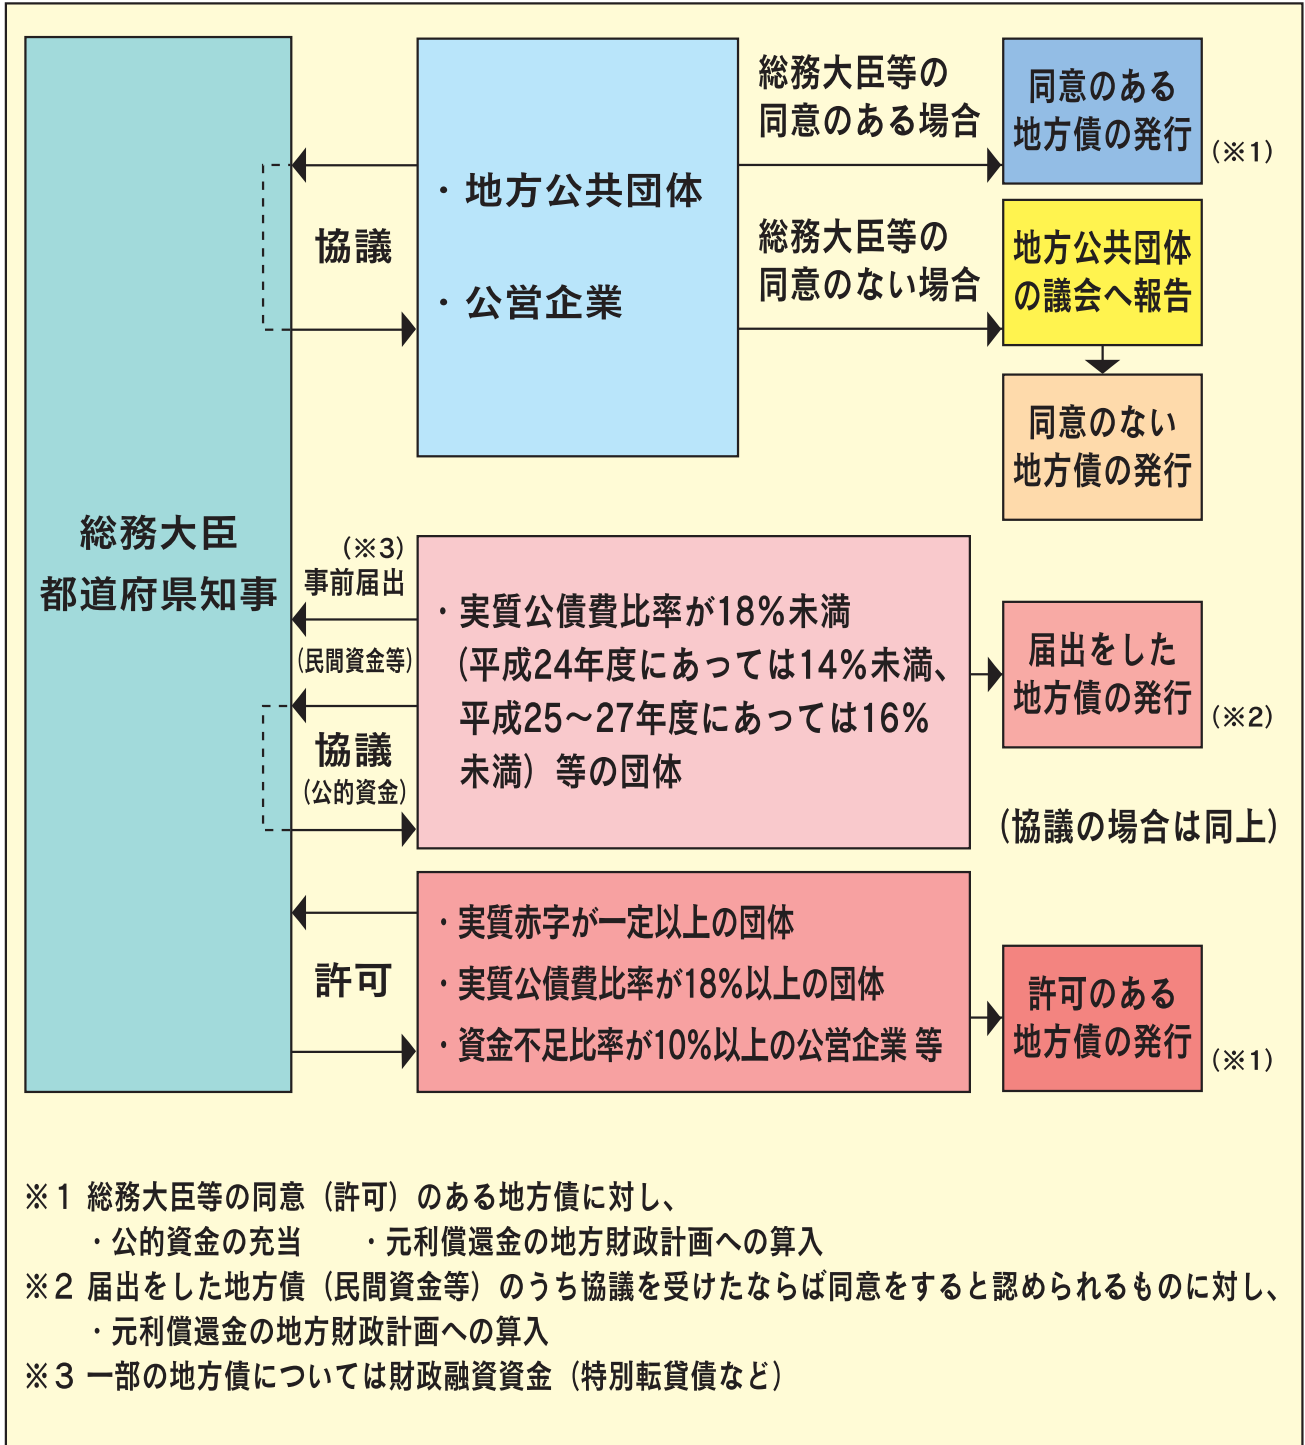 総務大臣
都道府県知事
協議
・地方公共団体
・公営企業
総務大臣等の
同意のある場合
同意のある
地方債の発行
(※1)
総務大臣等の
同意のない場合
地方公共団体
の議会へ報告
同意のない
地方債の発行
(※3)
事前届出
(民間資金等)
協議
(公的資金)
・実質公債費比率が18%未満
(平成24年度にあっては14%未満、
平成25〜27年度にあっては16%
未満)等の団体
届出をした
地方債の発行
(※2)
(協議の場合は同上)
許可
・実質赤字が一定以上の団体
・実質公債費比率が18%以上の団体
・資金不足比率が10%以上の公営企業 等
許可のある
地方債の発行
(※1)
※1 総務大臣等の同意(許可)のある地方債に対し、
・公的資金の充当 ・元利償還金の地方財政計画への算入
※2 届出をした地方債(民間資金等)のうち協議を受けたならば同意をすると認められるものに対し、
・元利償還金の地方財政計画への算入
※3 一部の地方債については財政融資資金(特別転貸債など)